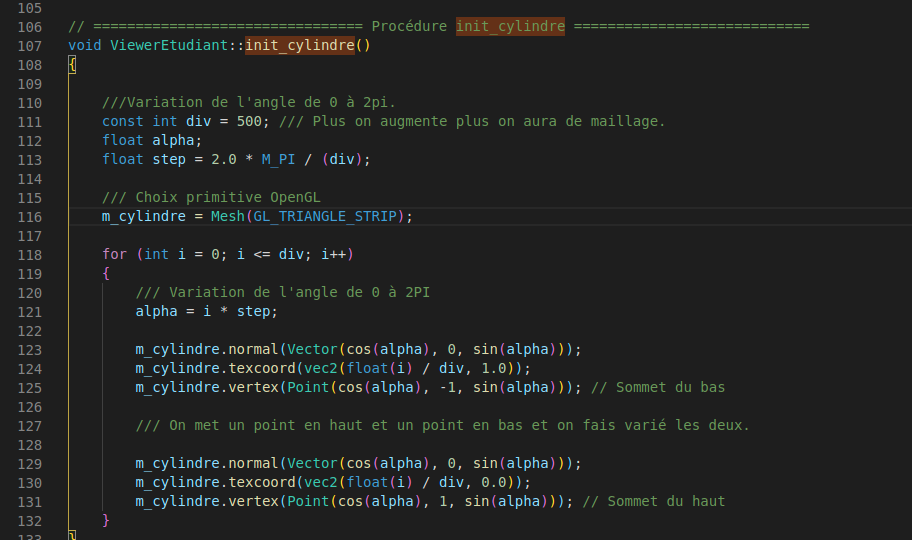 105
106 // ================================ Procédure init_cylindre ============================
107 void ViewerEtudiant::init_cylindre()
108 {
109
110     ///Variation de l'angle de 0 à 2pi.
111     const int div = 500; /// Plus on augmente plus on aura de maillage.
112     float alpha;
113     float step = 2.0 * M_PI / (div);
114
115     /// Choix primitive OpenGL
116     m_cylindre = Mesh(GL_TRIANGLE_STRIP);
117
118     for (int i = 0; i <= div; i++)
119     {
120         /// Variation de l'angle de 0 à 2PI
121         alpha = i * step;
122
123         m_cylindre.normal(Vector(cos(alpha), 0, sin(alpha)));
124         m_cylindre.texcoord(vec2(float(i) / div, 1.0));
125         m_cylindre.vertex(Point(cos(alpha), -1, sin(alpha))); // Sommet du bas
126
127         /// On met un point en haut et un point en bas et on fais varié les deux.
128
129         m_cylindre.normal(Vector(cos(alpha), 0, sin(alpha)));
130         m_cylindre.texcoord(vec2(float(i) / div, 0.0));
131         m_cylindre.vertex(Point(cos(alpha), 1, sin(alpha))); // Sommet du haut
132     }
133 }